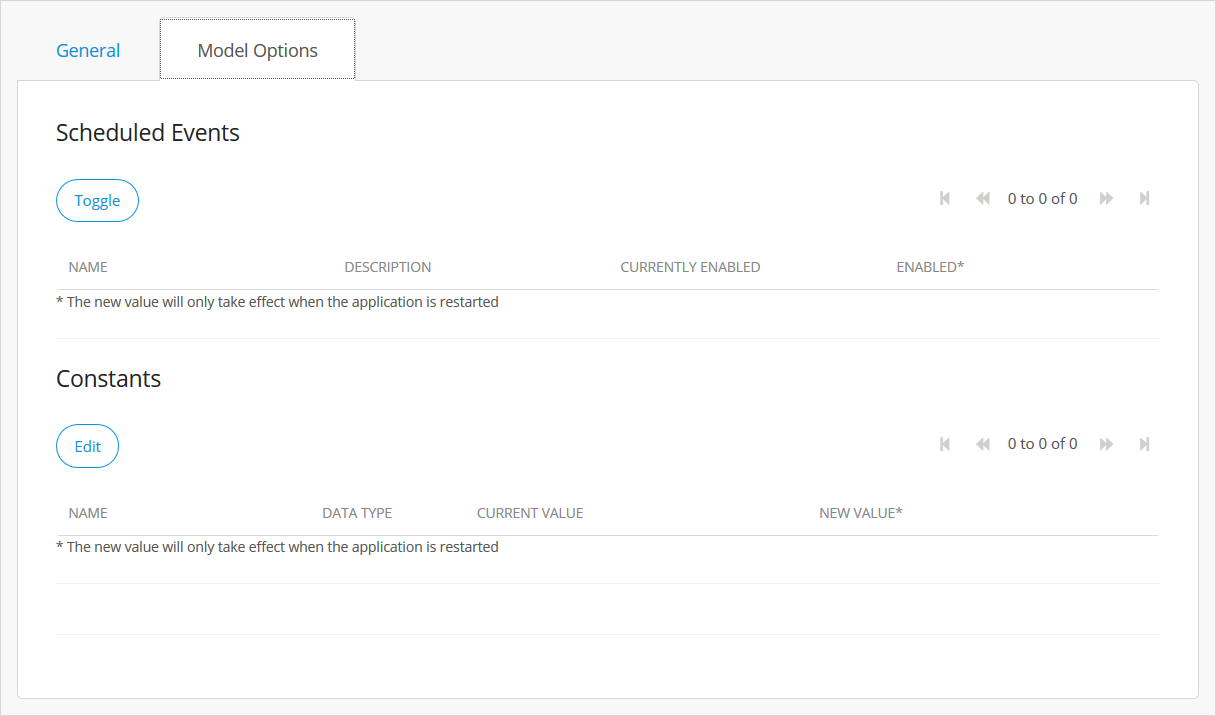 General Model Options
Scheduled Events
Toggle 0 to 0 of 0
NAME DESCRIPTION CURRENTLY ENABLED ENABLED*
* The new value will only take effect when the application is restarted
Constants
Edit 0 to 0 of 0
NAME DATA TYPE CURRENT VALUE NEW VALUE*
* The new value will only take effect when the application is restarted